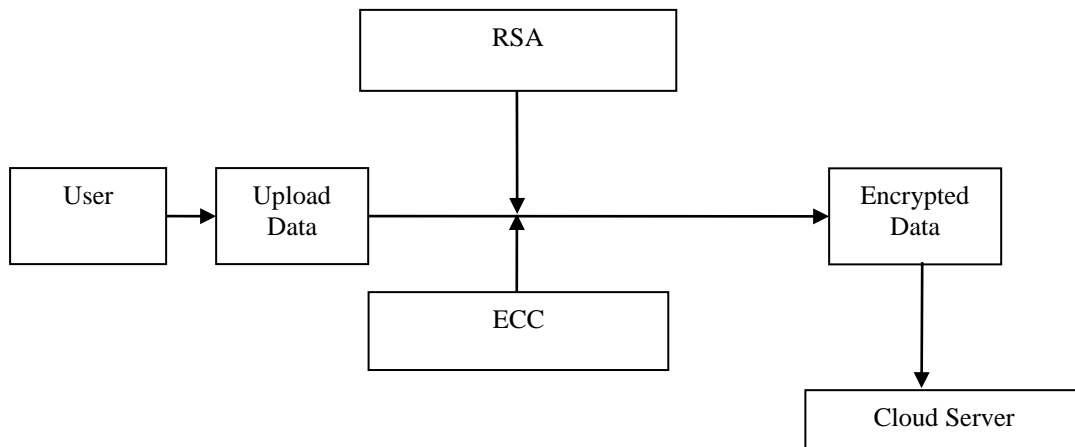 RSA
User
Upload
Data
Encrypted
Data
ECC
Cloud Server